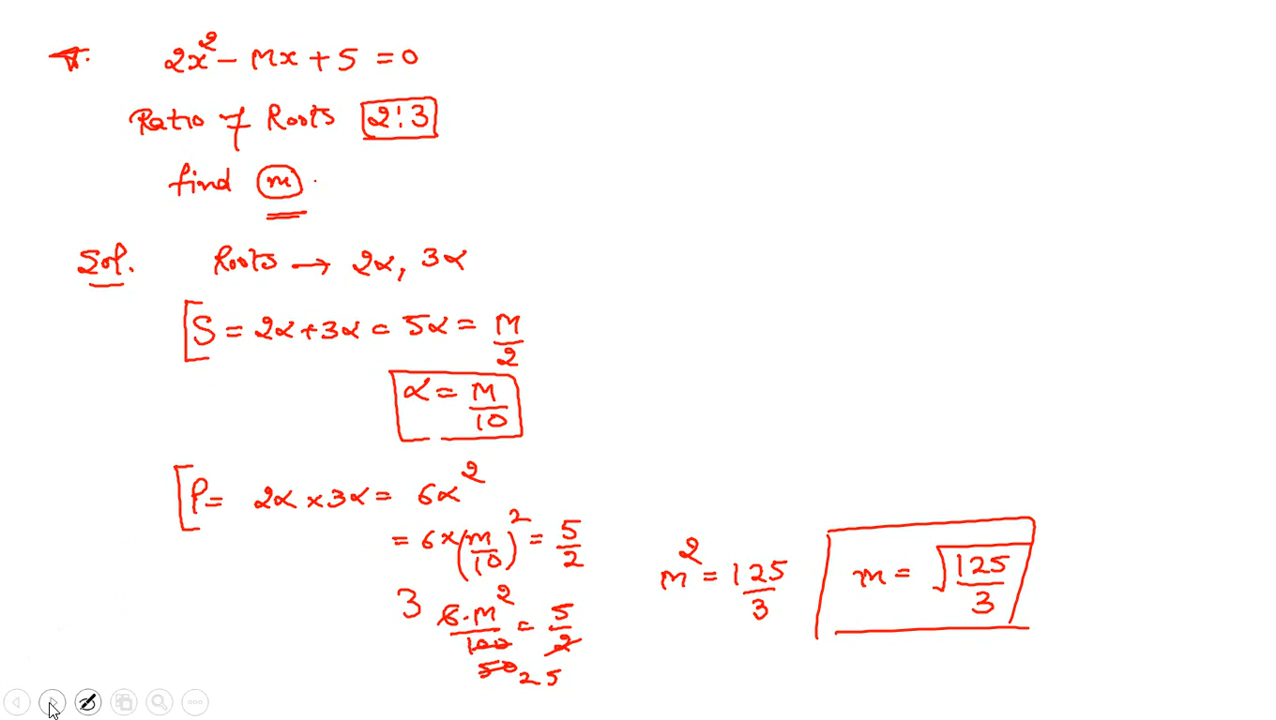 2x² - Mx + 5 = 0
Ratio of Roots 2:3
find m.
Sol. Roots → 2α, 3α
S = 2α + 3α = 5α = M/2
α = M/10
P = 2α × 3α = 6α²
= 6 × (m/10)² = 5/2
3 6·M²/100 = 5/2
50 25
m² = 125/3
m = √125/3